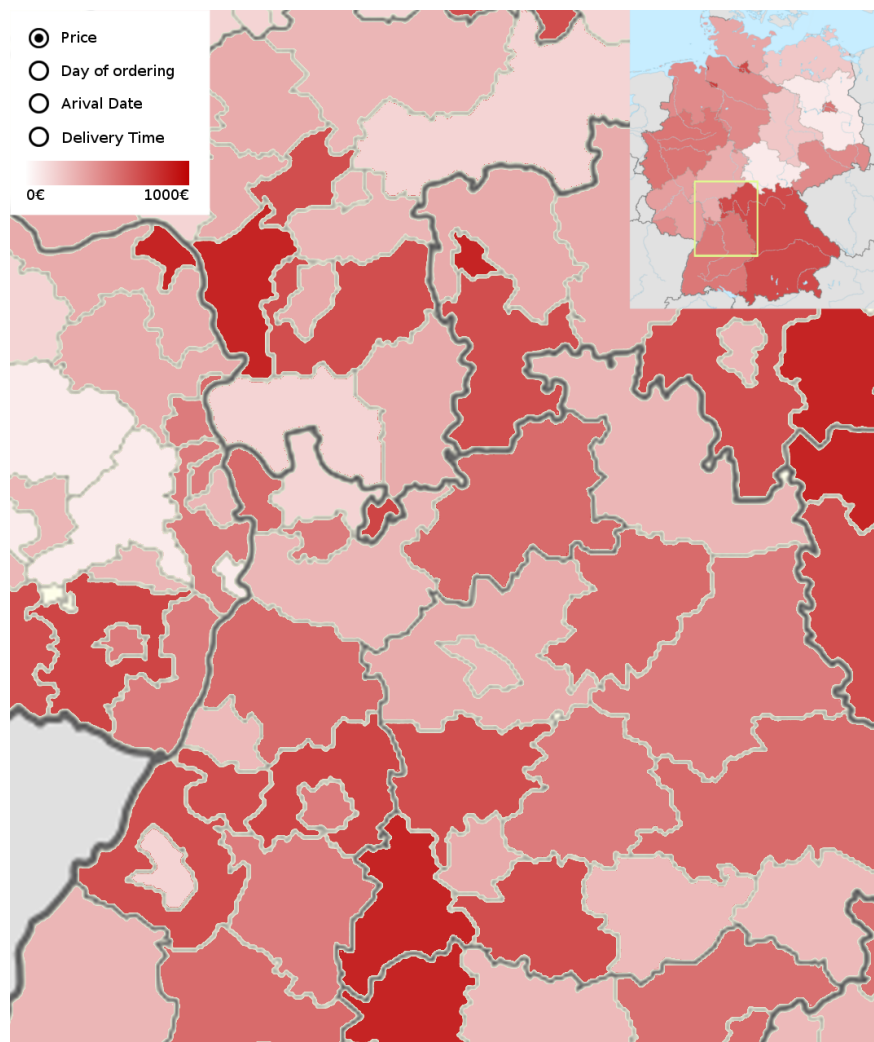 Price
Day of ordering
Arival Date
Delivery Time
0€ 1000€